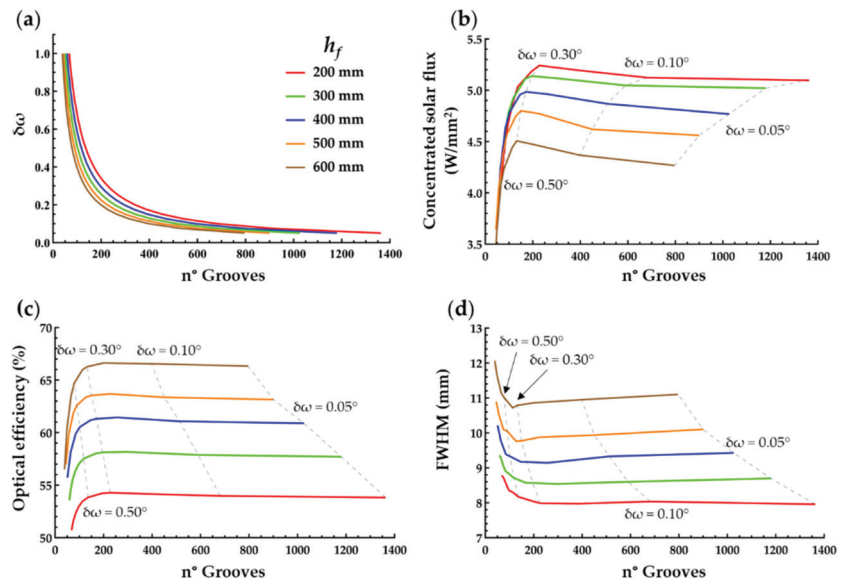 (a)
h_f
200 mm
300 mm
400 mm
500 mm
600 mm
δω
1.0
0.8
0.6
0.4
0.2
0.0
0 200 400 600 800 1000 1200 1400
n° Grooves
(b)
δω = 0.30°
δω = 0.10°
δω = 0.05°
δω = 0.50°
Concentrated solar flux
(W/mm²)
5.5
5.0
4.5
4.0
3.5
0 200 400 600 800 1000 1200 1400
n° Grooves
(c)
δω = 0.30° δω = 0.10°
δω = 0.05°
δω = 0.50°
Optical efficiency (%)
70
65
60
54
50
0 200 400 600 800 1000 1200 1400
n° Grooves
(d)
δω = 0.50°
δω = 0.30°
δω = 0.05°
δω = 0.10°
FWHM (mm)
13
12
11
10
9
8
7
0 200 400 600 800 1000 1200 1400
n° Grooves